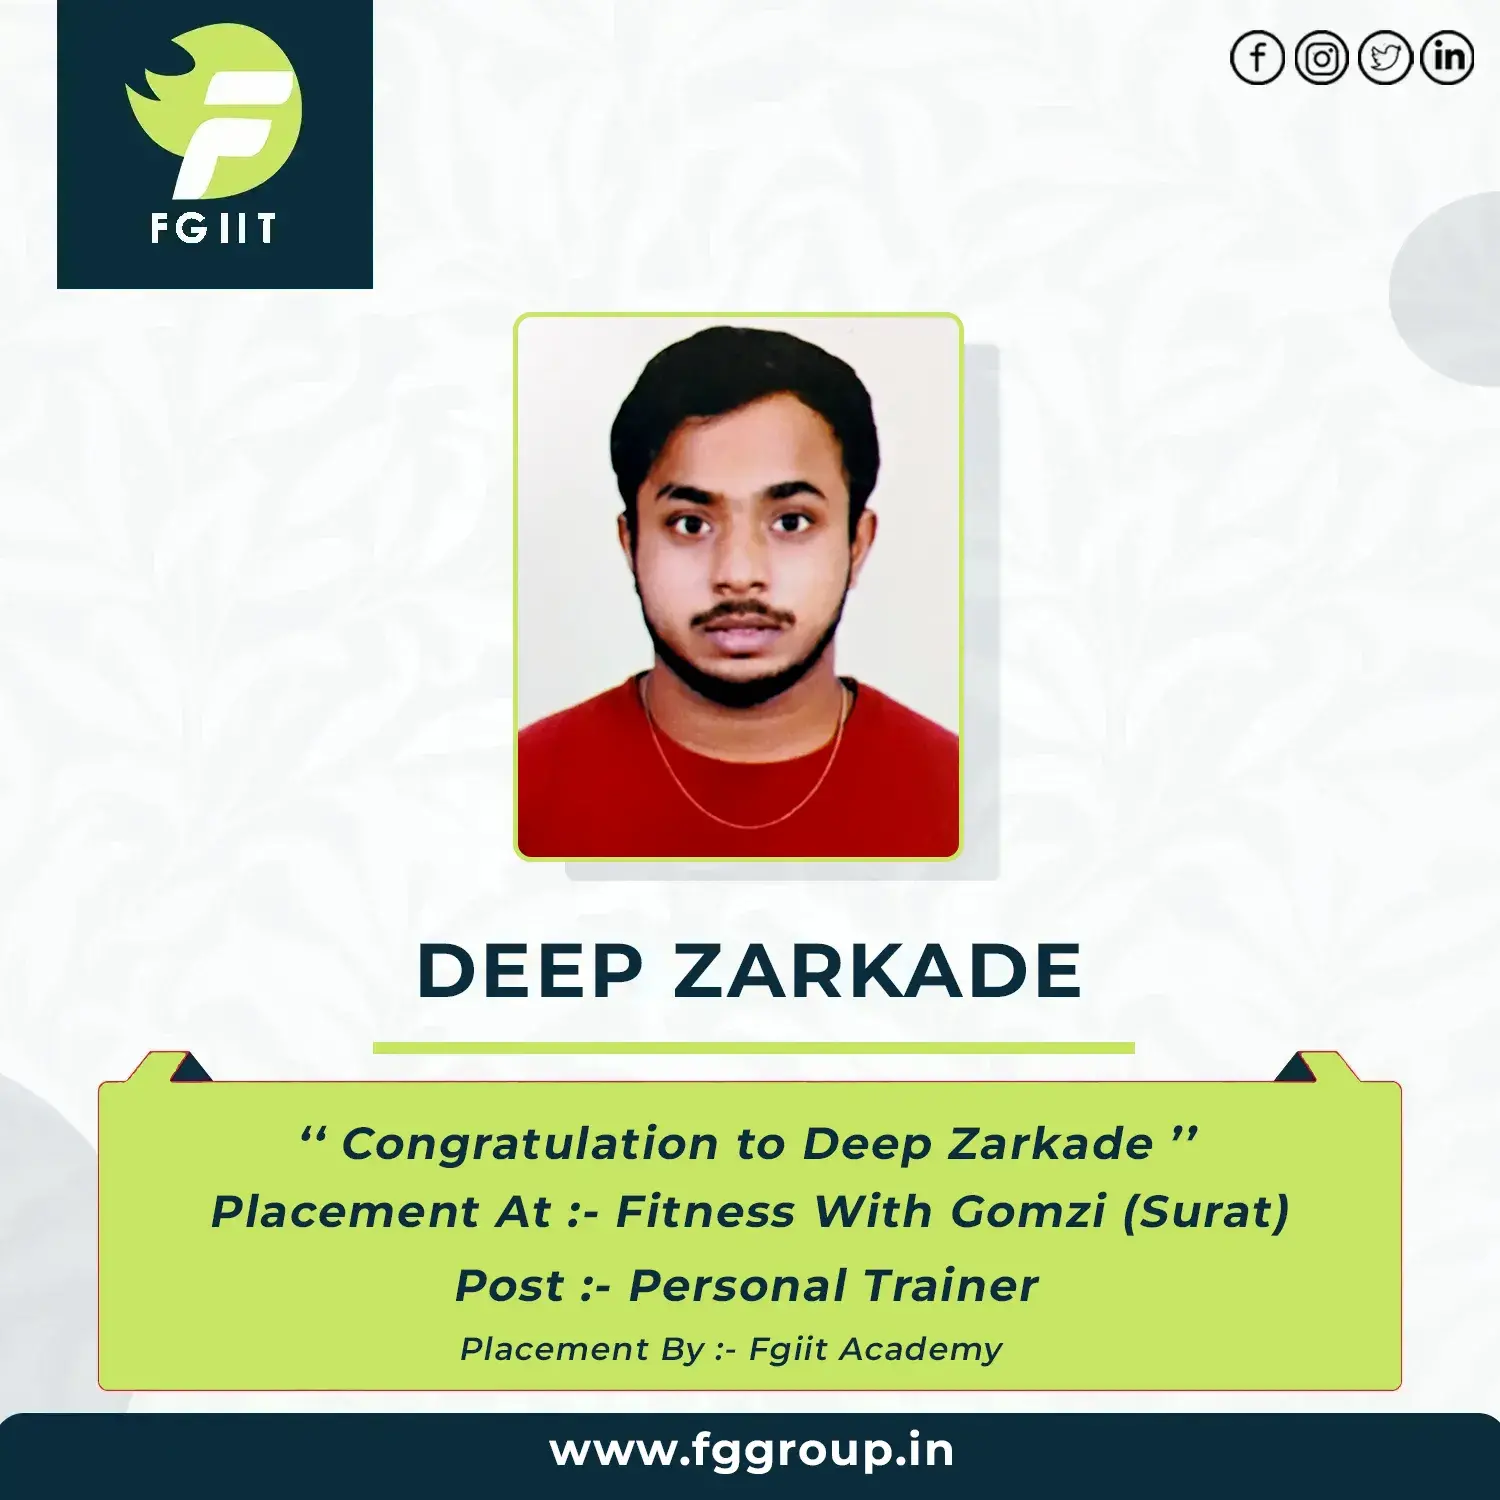 FGIIT
DEEP ZARKADE
‘‘ Congratulation to Deep Zarkade ’’
Placement At :- Fitness With Gomzi (Surat)
Post :- Personal Trainer
Placement By :- Fgiit Academy
www.fggroup.in